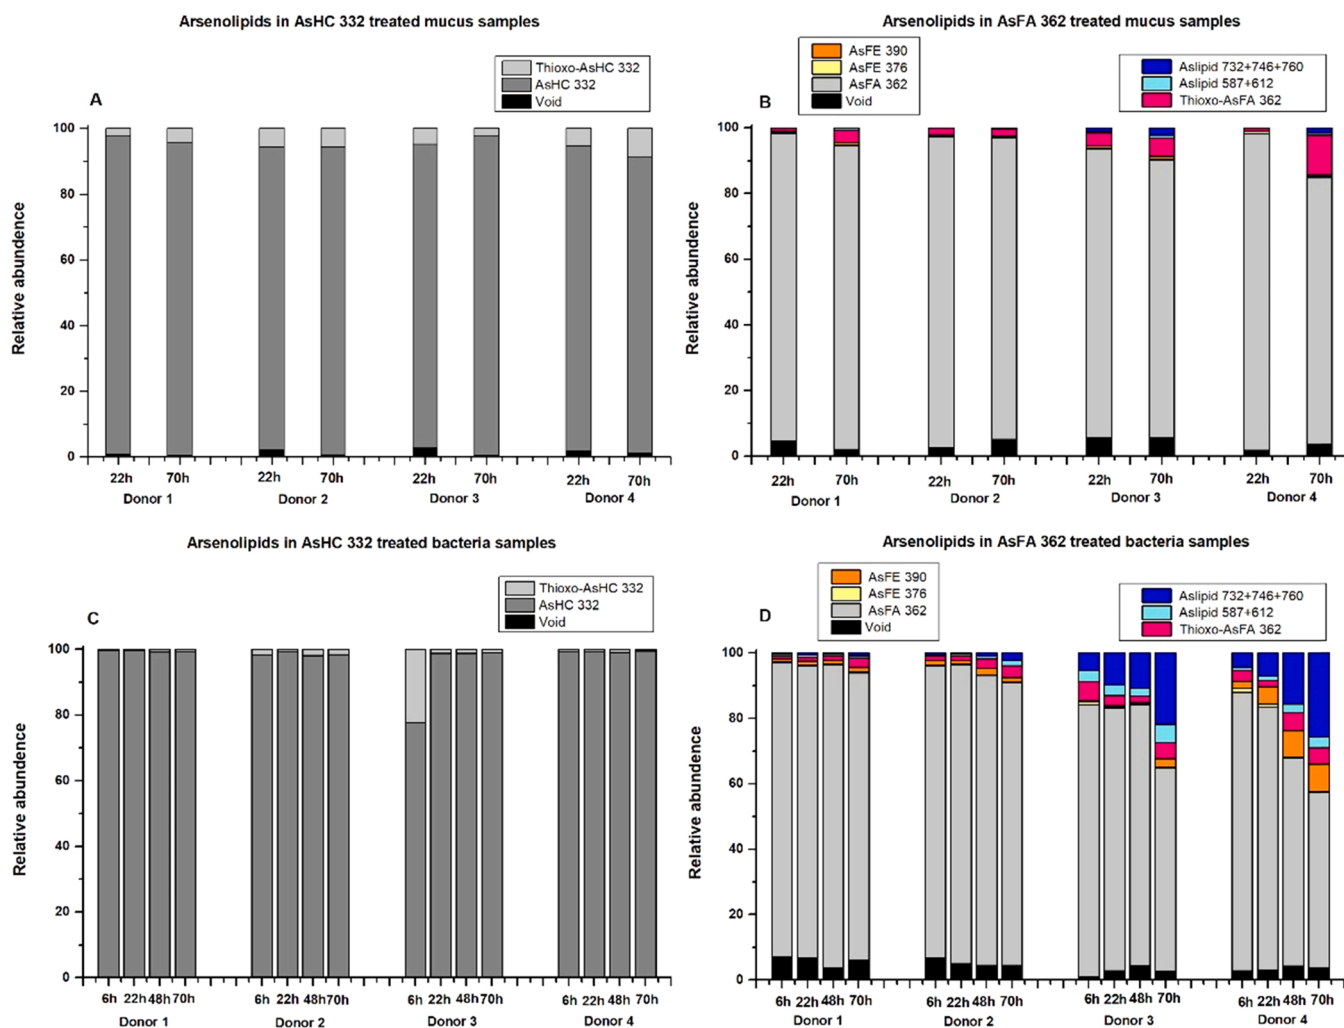 Arsenolipids in AsHC 332 treated mucus samples
Thioxo-AsHC 332
AsHC 332
Void
A
Relative abundance
100
80
60
40
20
0
22h 70h 22h 70h 22h 70h 22h 70h
Donor 1 Donor 2 Donor 3 Donor 4
Arsenolipids in AsFA 362 treated mucus samples
AsFE 390
AsFE 376
AsFA 362
Void
Aslipid 732+746+760
Aslipid 587+612
Thioxo-AsFA 362
B
Relative abundance
100
80
60
40
20
0
22h 70h 22h 70h 22h 70h 22h 70h
Donor 1 Donor 2 Donor 3 Donor 4
Arsenolipids in AsHC 332 treated bacteria samples
Thioxo-AsHC 332
AsHC 332
Void
C
Relative abundance
100
80
60
40
20
0
6h 22h 48h 70h 6h 22h 48h 70h 6h 22h 48h 70h 6h 22h 48h 70h
Donor 1 Donor 2 Donor 3 Donor 4
Arsenolipids in AsFA 362 treated bacteria samples
AsFE 390
AsFE 376
AsFA 362
Void
Aslipid 732+746+760
Aslipid 587+612
Thioxo-AsFA 362
D
Relative abundance
100
80
60
40
20
0
6h 22h 48h 70h 6h 22h 48h 70h 6h 22h 48h 70h 6h 22h 48h 70h
Donor 1 Donor 2 Donor 3 Donor 4